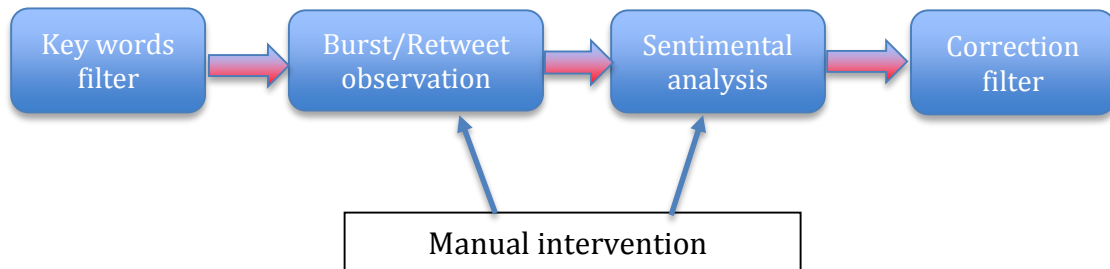 Key words
filter
Burst/Retweet
observation
Sentimental
analysis
Correction
filter
Manual intervention